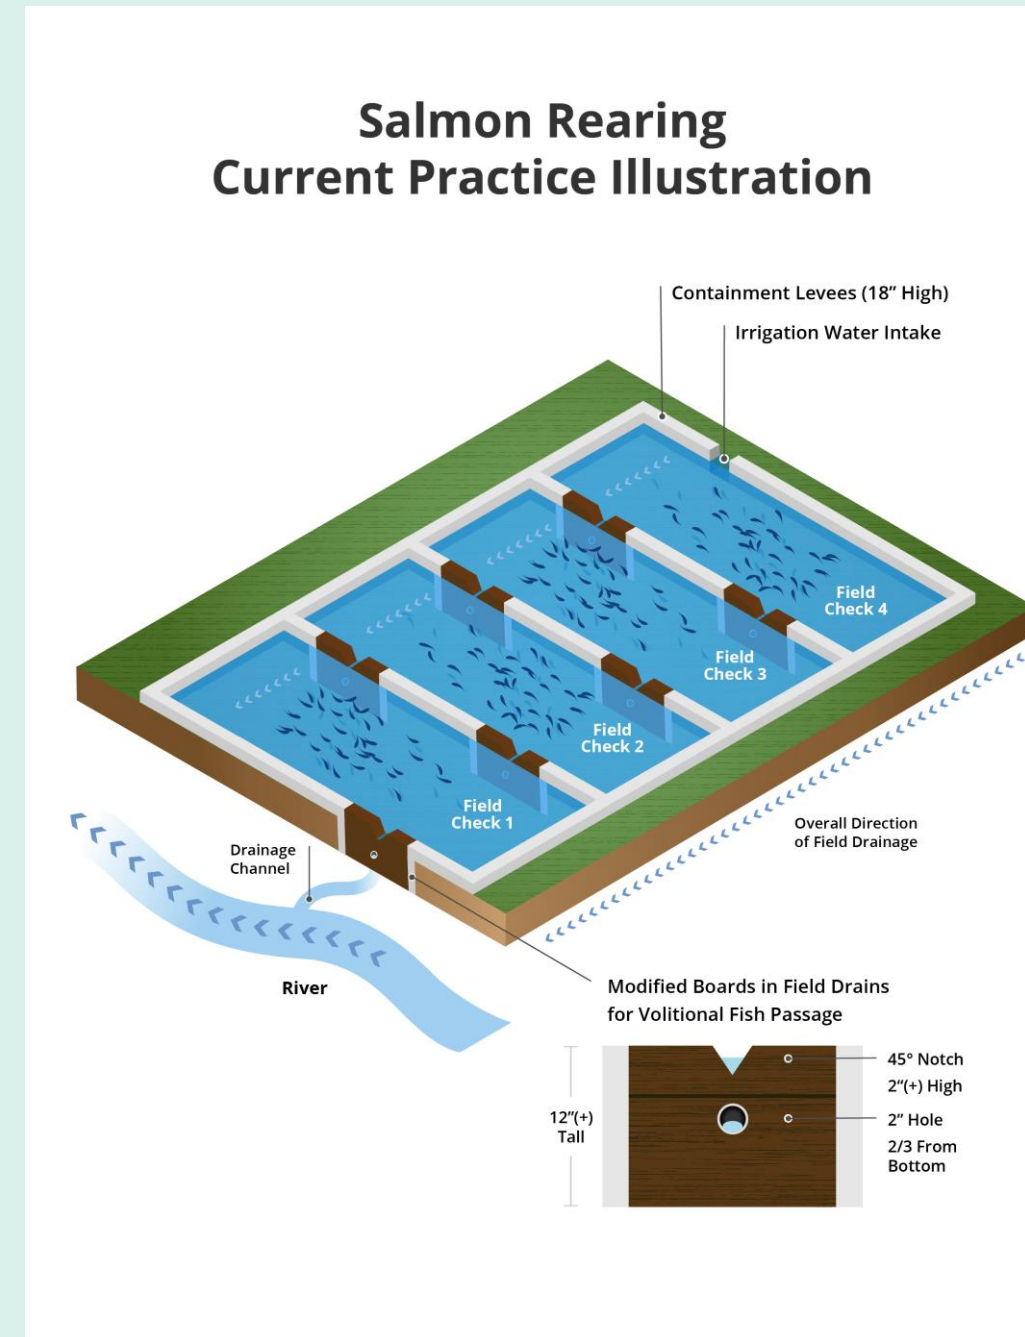 Salmon Rearing
Current Practice Illustration
Containment Levees (18” High)
Irrigation Water Intake
Field
Check 4
Field
Check 3
Field
Check 2
Field
Check 1
Overall Direction
of Field Drainage
Drainage
Channel
River
Modified Boards in Field Drains
for Volitional Fish Passage
12”(+)
Tall
45° Notch
2”(+) High
2” Hole
2/3 From
Bottom